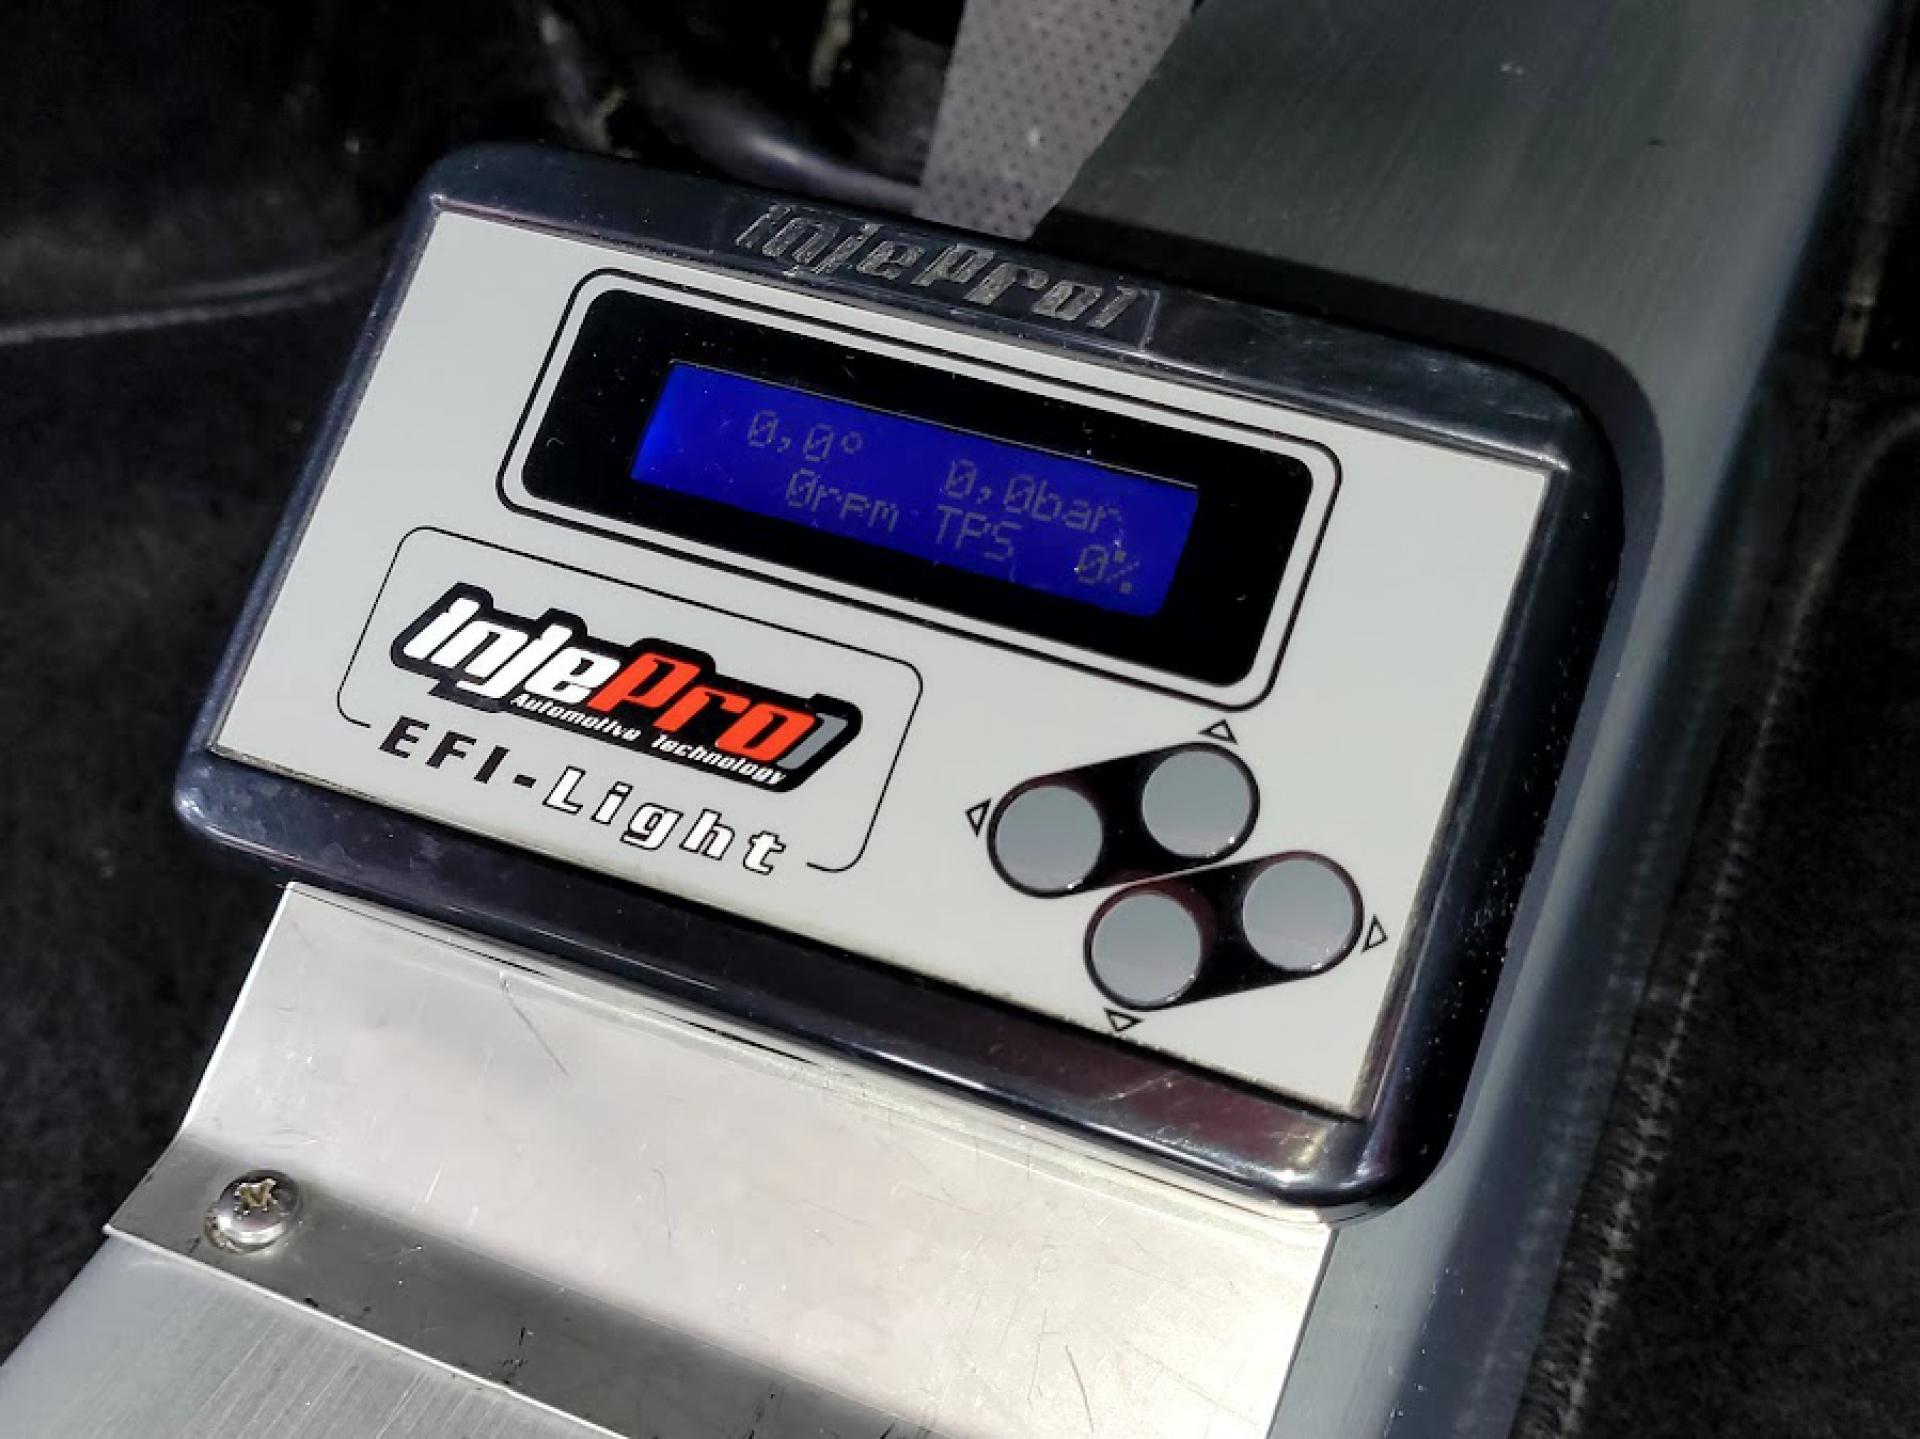 InjePro1
0,0° 0,0bar
0rpm TPS 0%
InjePro1
Automotive Technology
EFI-Light